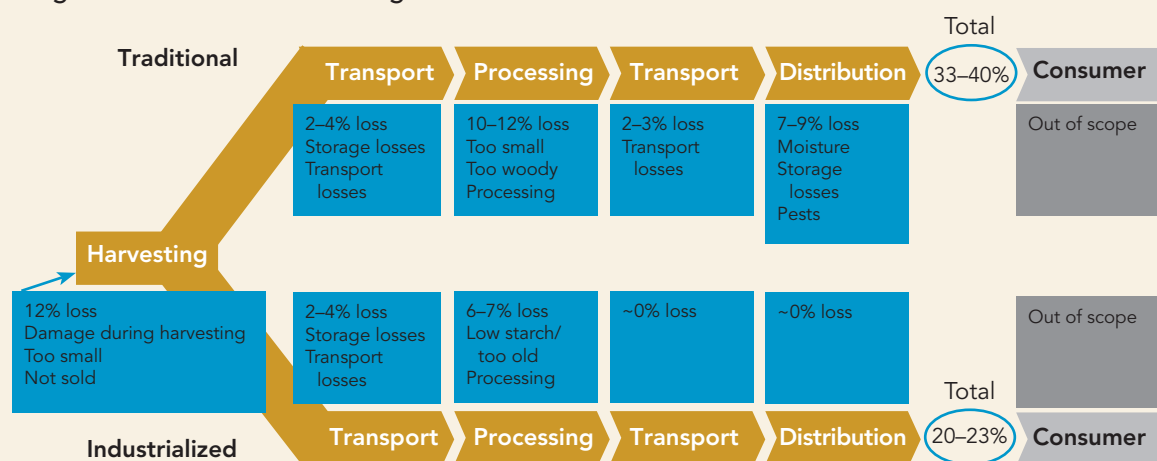 Total
Traditional
Transport
Processing
Transport
Distribution
33–40%
Consumer
2–4% loss
Storage losses
Transport
losses
10–12% loss
Too small
Too woody
Processing
2–3% loss
Transport
losses
7–9% loss
Moisture
Storage
losses
Pests
Out of scope
Harvesting
12% loss
Damage during harvesting
Too small
Not sold
2–4% loss
Storage losses
Transport
losses
6–7% loss
Low starch/
too old
Processing
~0% loss
~0% loss
Out of scope
Total
Industrialized
Transport
Processing
Transport
Distribution
20–23%
Consumer